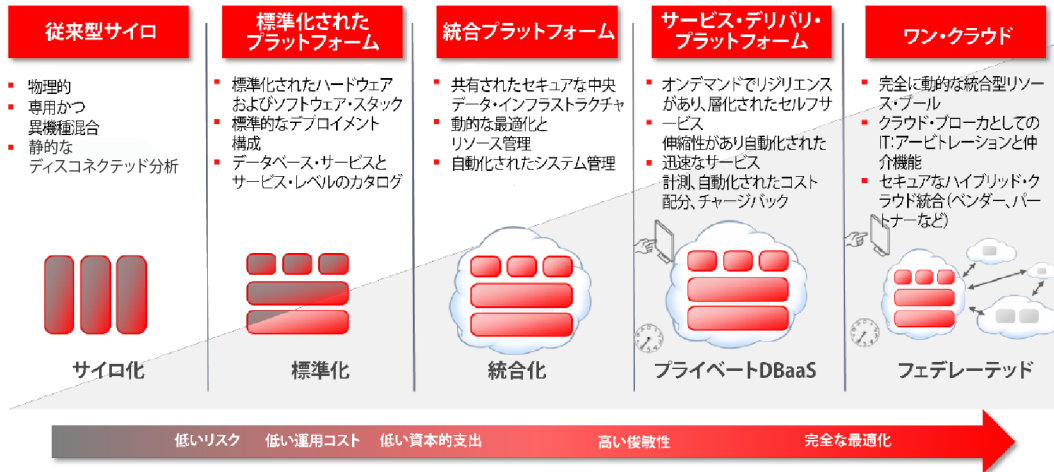 従来型サイロ
物理的
専用かつ
異機種混合
静的な
ディスコネクテッド分析
サイロ化
標準化された
プラットフォーム
標準化されたハードウェア
およびソフトウェア・スタック
標準的なデプロイメント
構成
データベース・サービスと
サービス・レベルのカタログ
標準化
統合プラットフォーム
共有されたセキュアな中央
データ・インフラストラクチャ
動的な最適化と
リソース管理
自動化されたシステム管理
統合化
サービス・デリバリ・
プラットフォーム
オンデマンドでリジリエンス
があり、層化されたセルフサ
ービス
伸縮性があり自動化された
迅速なサービス
計測、自動化されたコスト
配分、チャージバック
プライベートDBaaS
ワン・クラウド
完全に動的な統合型リソー
ス・プール
クラウド・ブローカとしての
IT:アービトレーションと仲
介機能
セキュアなハイブリッド・ク
ラウド統合(ベンダー、パー
トナーなど)
フェデレーテッド
低いリスク
低い運用コスト
低い資本的支出
高い俊敏性
完全な最適化